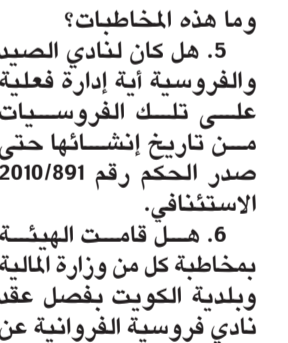 وما هذه المخاطبات؟
5. هل كان لنادي الصيد
والفروسية أية إدارة فعلية
على تلك الفروسيات
من تاريخ إنشائها حتى
صدر الحكم رقم 2010/891
الاستئنافي.
6. هل قامت الهيئة
بمخاطبة كل من وزارة المالية
وبلدية الكويت بفصل عقد
نادي فروسية الفروانية عن